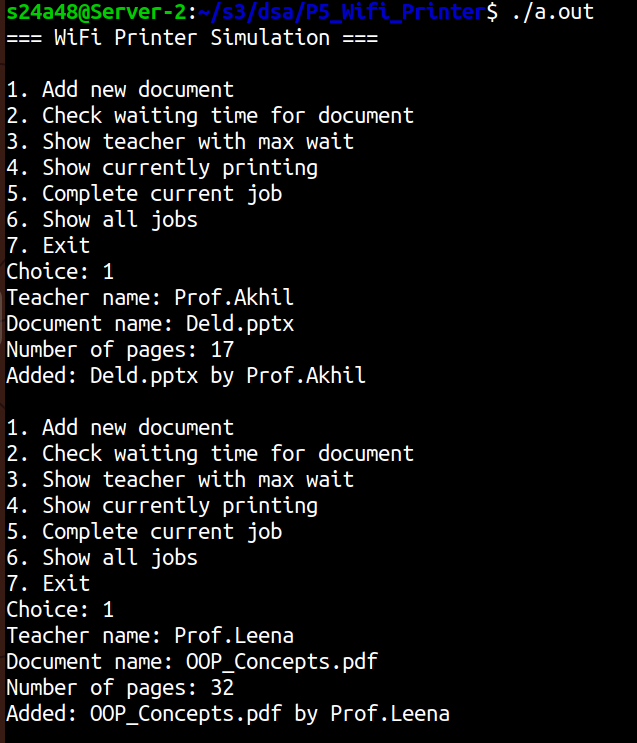 s24a48@Server-2:~/s3/dsa/P5_Wifi_Printer$ ./a.out
=== WiFi Printer Simulation ===
1. Add new document
2. Check waiting time for document
3. Show teacher with max wait
4. Show currently printing
5. Complete current job
6. Show all jobs
7. Exit
Choice: 1
Teacher name: Prof.Akhil
Document name: Deld.pptx
Number of pages: 17
Added: Deld.pptx by Prof.Akhil
1. Add new document
2. Check waiting time for document
3. Show teacher with max wait
4. Show currently printing
5. Complete current job
6. Show all jobs
7. Exit
Choice: 1
Teacher name: Prof.Leena
Document name: OOP_Concepts.pdf
Number of pages: 32
Added: OOP_Concepts.pdf by Prof.Leena